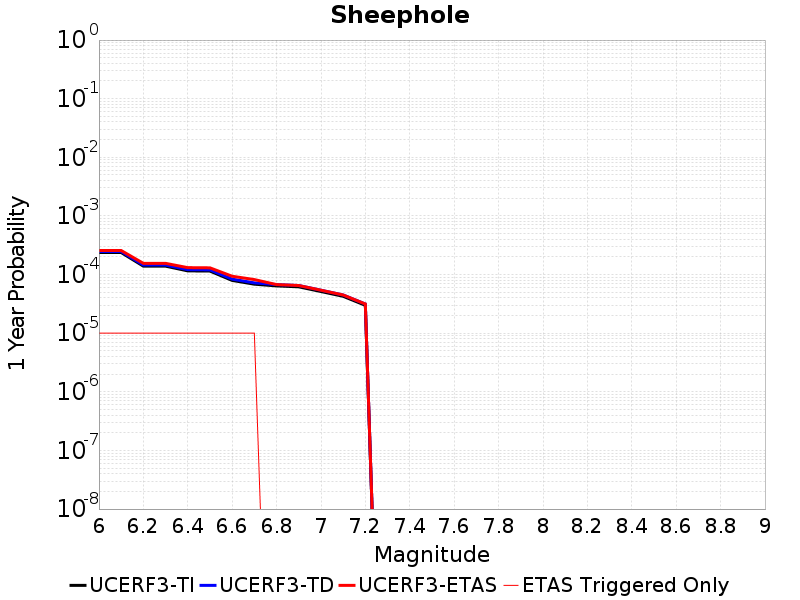 Sheephole
1 Year Probability
10^0
10^-1
10^-2
10^-3
10^-4
10^-5
10^-6
10^-7
10^-8
6 6.2 6.4 6.6 6.8 7 7.2 7.4 7.6 7.8 8 8.2 8.4 8.6 8.8 9
Magnitude
UCERF3-TI UCERF3-TD UCERF3-ETAS ETAS Triggered Only